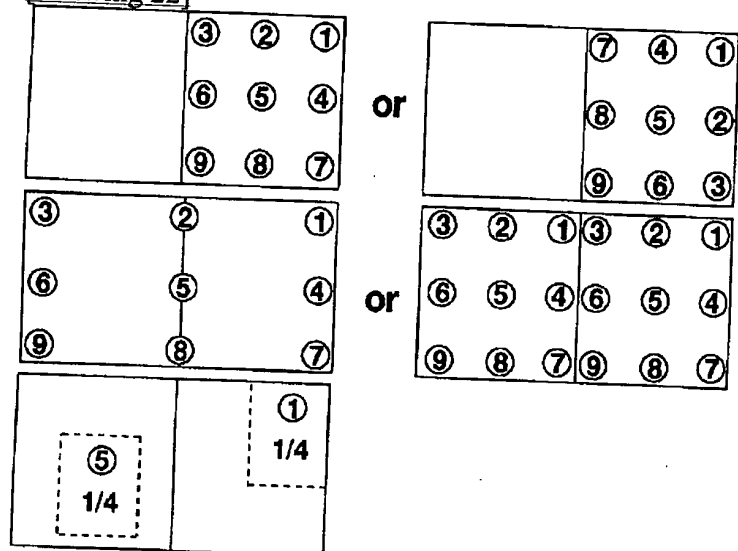 ③ ② ①
⑥ ⑤ ④
⑨ ⑧ ⑦
or
⑦ ④ ①
⑧ ⑤ ②
⑨ ⑥ ③
③ ② ①
⑥ ⑤ ④
⑨ ⑧ ⑦
or
③ ② ① ③ ② ①
⑥ ⑤ ④ ⑥ ⑤ ④
⑨ ⑧ ⑦ ⑨ ⑧ ⑦
⑤
1/4
①
1/4